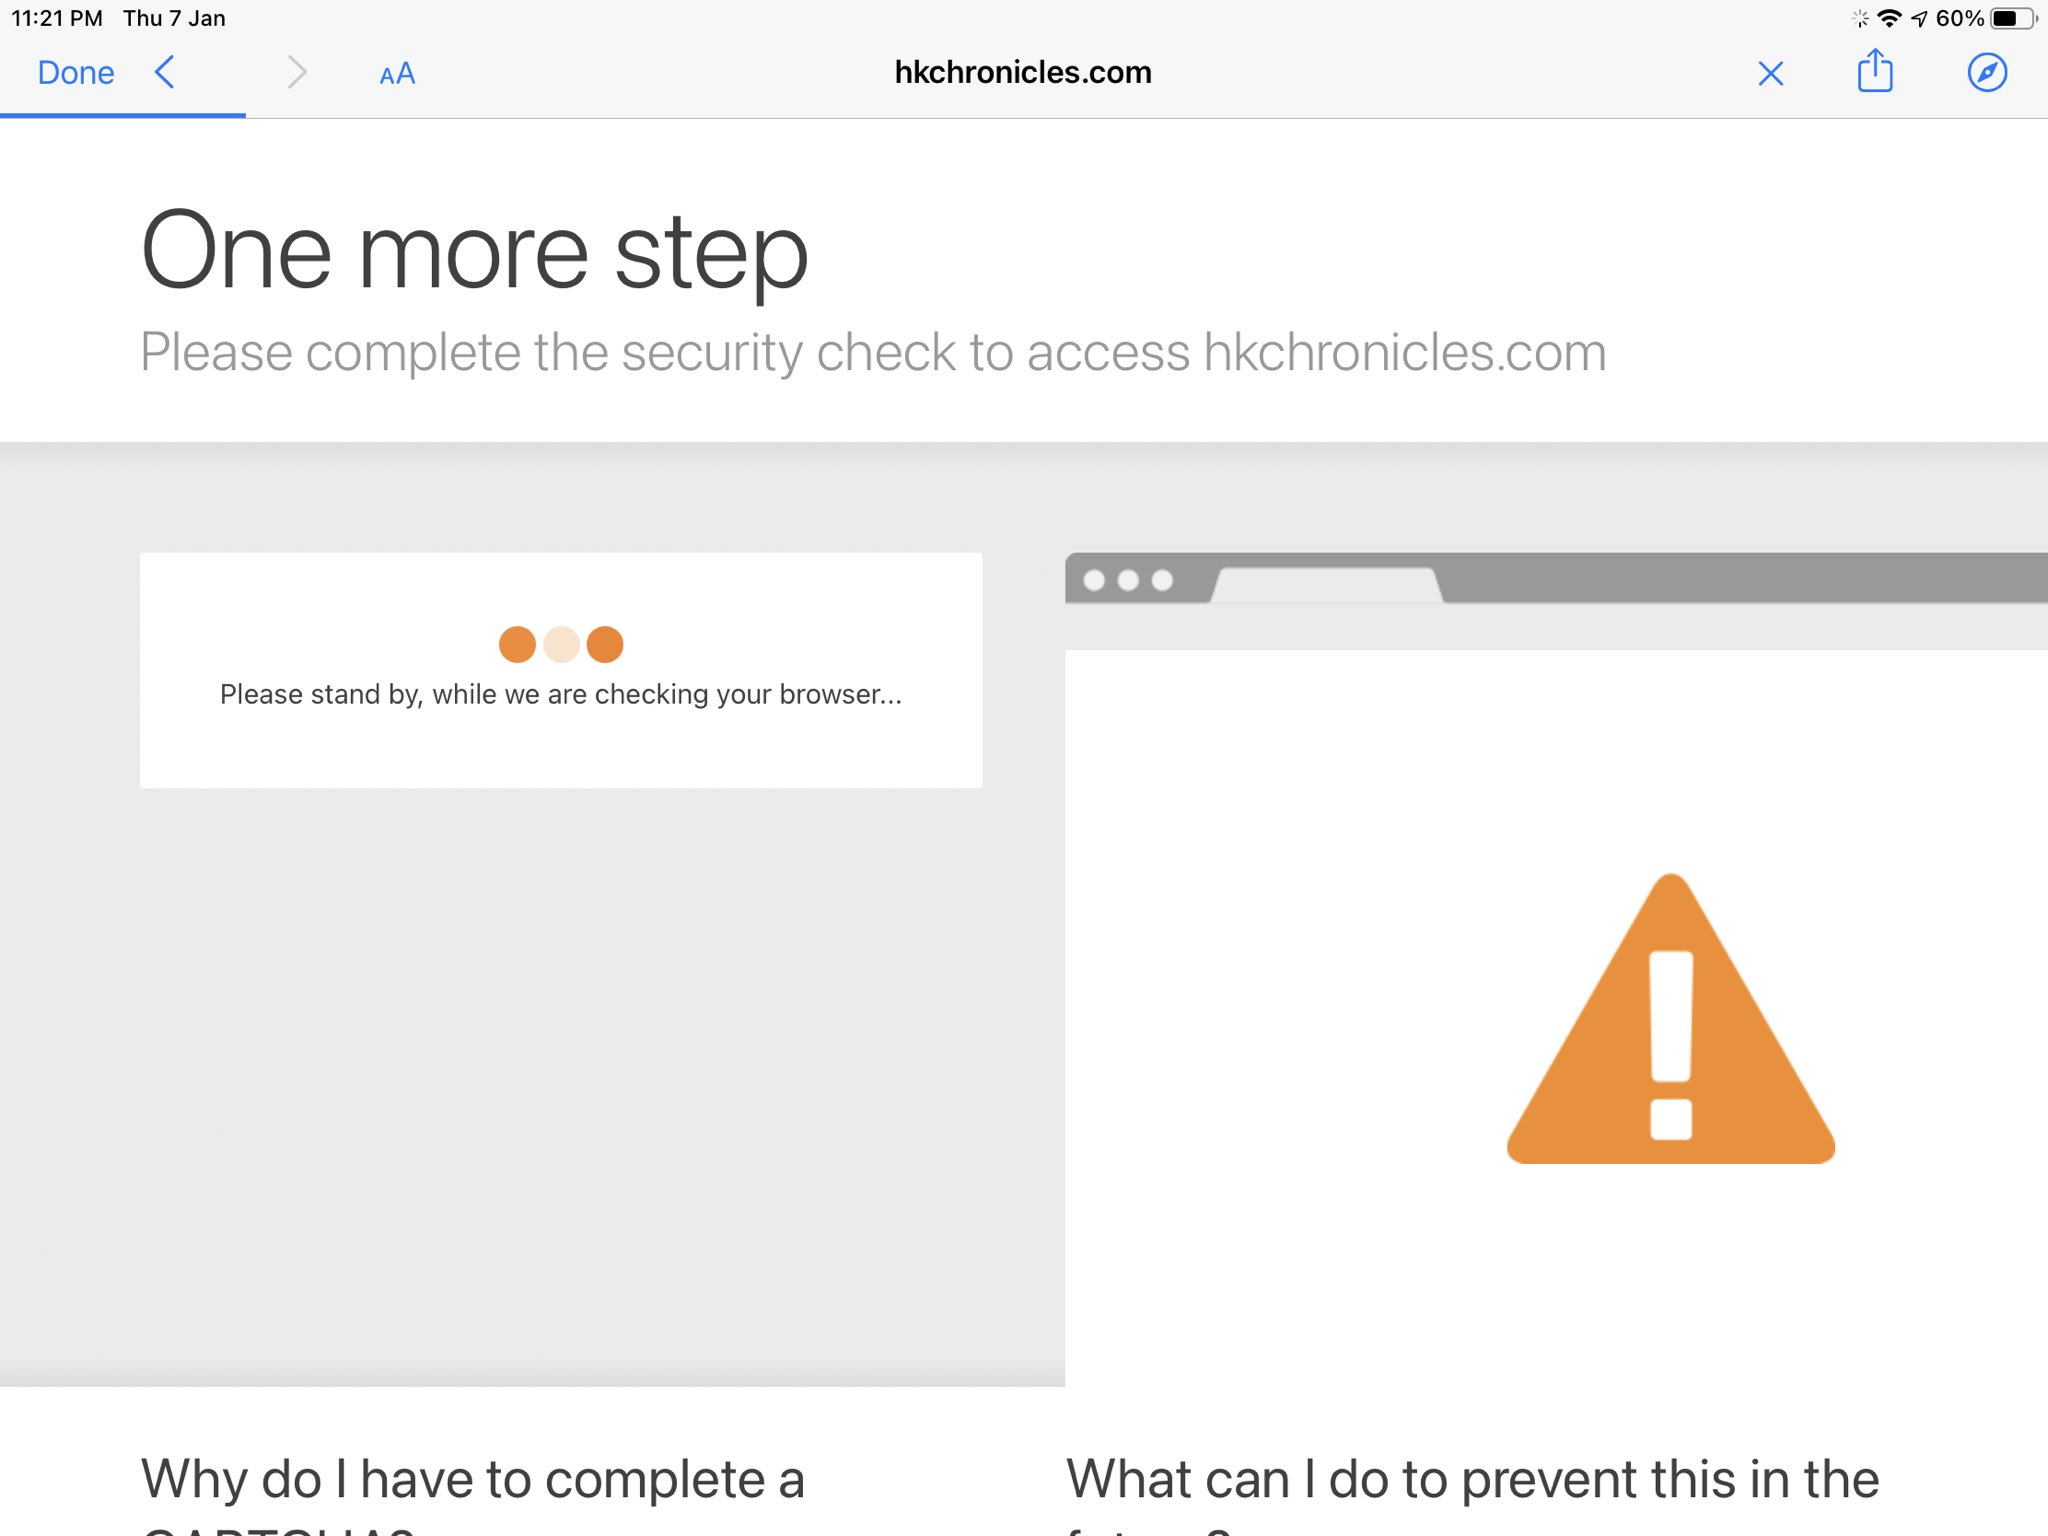 11:21 PM Thu 7 Jan
60%
Done
AA
hkchronicles.com
One more step
Please complete the security check to access hkchronicles.com
Please stand by, while we are checking your browser...
Why do I have to complete a
CAPTCHA?
What can I do to prevent this in the
future?